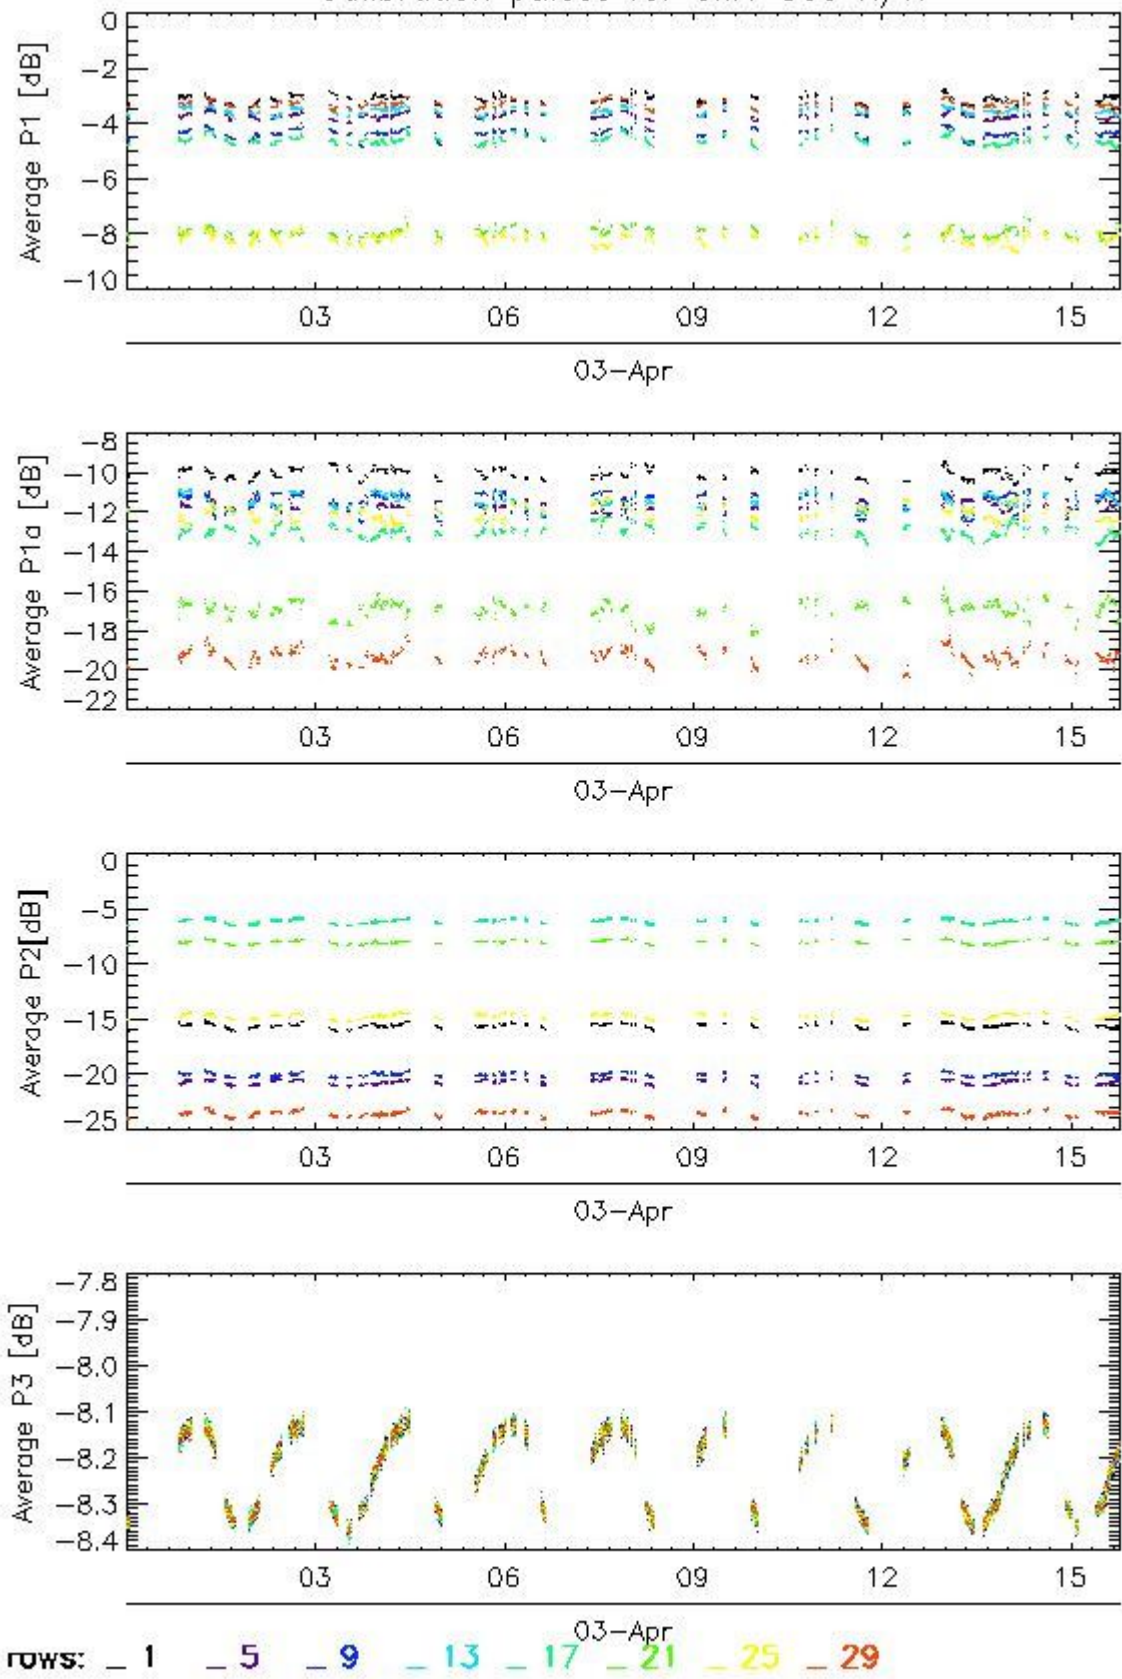 0
-2
-4
-6
-8
-10
Average P1 [dB]
03 06 09 12 15
03-Apr
-8
-10
-12
-14
-16
-18
-20
-22
Average P1a [dB]
03 06 09 12 15
03-Apr
0
-5
-10
-15
-20
-25
Average P2[dB]
03 06 09 12 15
03-Apr
-7.8
-7.9
-8.0
-8.1
-8.2
-8.3
-8.4
Average P3 [dB]
03 06 09 12 15
03-Apr
rows: _ 1 _ 5 _ 9 _ 13 _ 17 _ 21 _ 25 _ 29